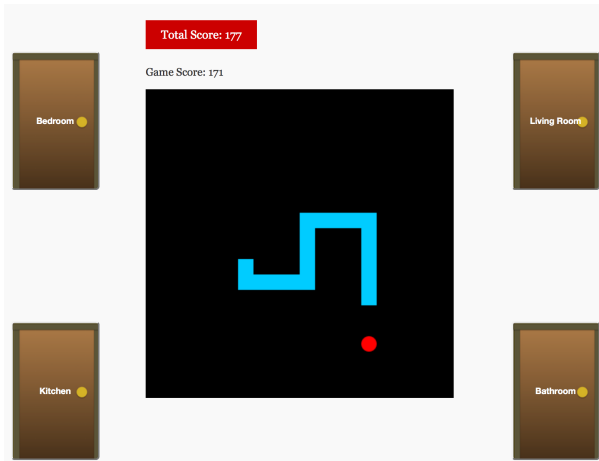 Total Score: 177
Game Score: 171
Bedroom
Living Room
Kitchen
Bathroom